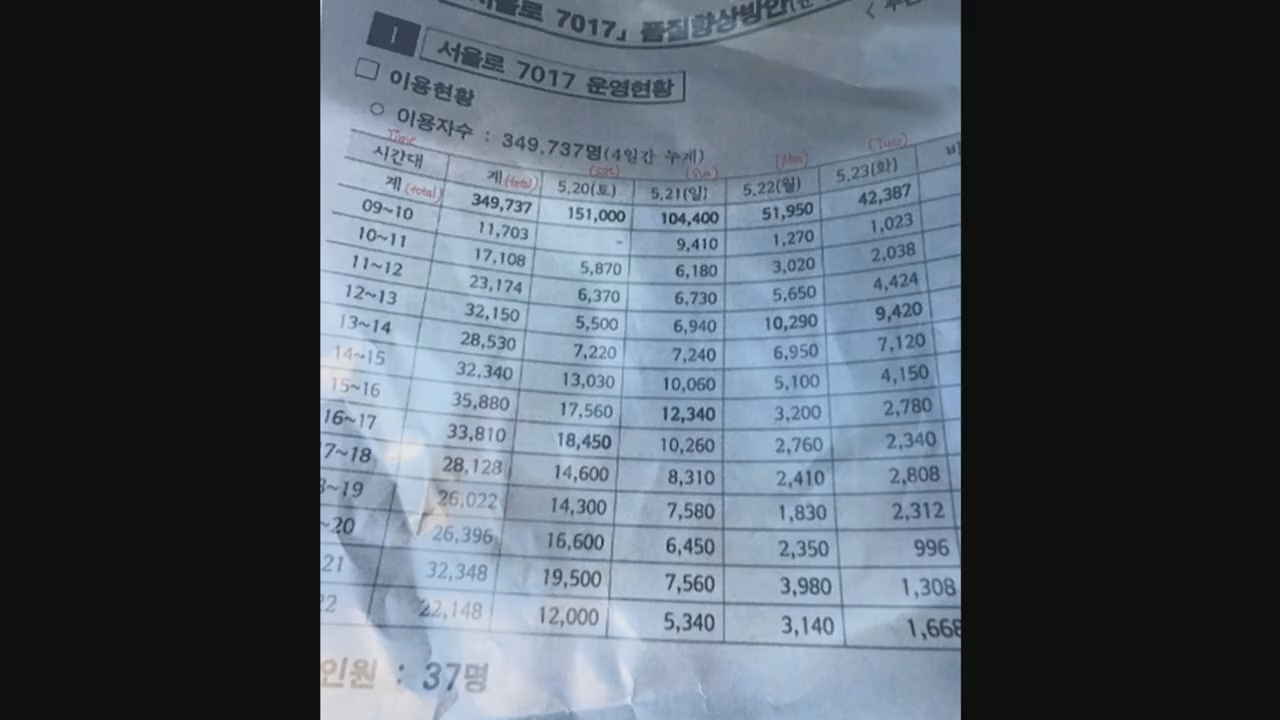 서울로 7017」 품질향상방안
I 서울로 7017 운영현황
□ 이용현황
○ 이용자수 : 349.737명(4일간 누계)
Time (sat) (sun) (Mon) (Tues)
시간대 계(total) 5.20(토) 5.21(일) 5.22(월) 5.23(화)
계(total) 349,737 151,000 104,400 51,950 42,387
09~10 11,703 - 9,410 1,270 1,023
10~11 17,108 5,870 6,180 3,020 2,038
11~12 23,174 6,370 6,730 5,650 4,424
12~13 32,150 5,500 6,940 10,290 9,420
13~14 28,530 7,220 7,240 6,950 7,120
14~15 32,340 13,030 10,060 5,100 4,150
15~16 35,880 17,560 12,340 3,200 2,780
16~17 33,810 18,450 10,260 2,760 2,340
7~18 28,128 14,600 8,310 2,410 2,808
~19 26,022 14,300 7,580 1,830 2,312
~20 26,396 16,600 6,450 2,350 996
21 32,348 19,500 7,560 3,980 1,308
2 22,148 12,000 5,340 3,140 1,668
인원 : 37명